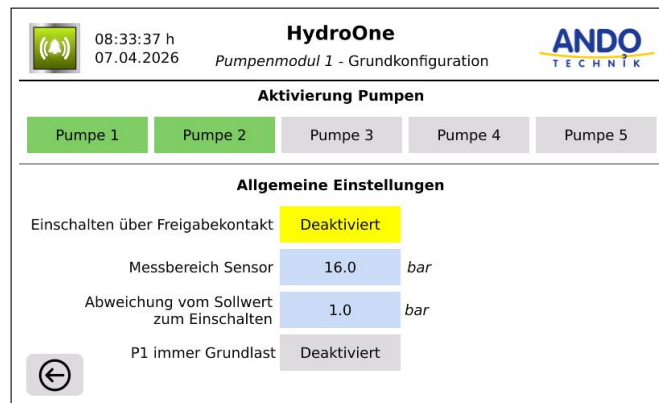 08:33:37 h
07.04.2026
HydroOne
Pumpenmodul 1 - Grundkonfiguration
ANDO
TECHNIK
Aktivierung Pumpen
Pumpe 1 Pumpe 2 Pumpe 3 Pumpe 4 Pumpe 5
Allgemeine Einstellungen
Einschalten über Freigabekontakt Deaktiviert
Messbereich Sensor 16.0 bar
Abweichung vom Sollwert
zum Einschalten 1.0 bar
P1 immer Grundlast Deaktiviert